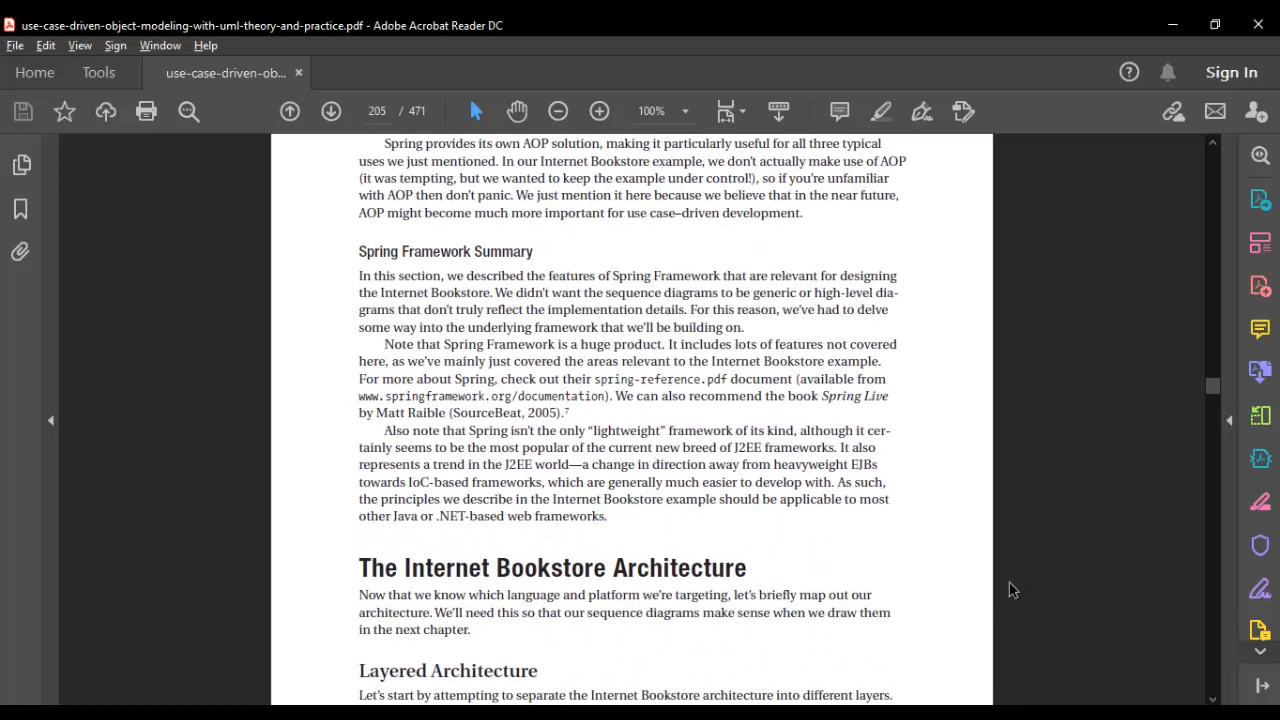 use-case-driven-object-modeling-with-uml-theory-and-practice.pdf - Adobe Acrobat Reader DC
File Edit View Sign Window Help
Home Tools use-case-driven-ob... × Sign In
205 / 471 100%
Spring provides its own AOP solution, making it particularly useful for all three typical
uses we just mentioned. In our Internet Bookstore example, we don’t actually make use of AOP
(it was tempting, but we wanted to keep the example under control!), so if you’re unfamiliar
with AOP then don’t panic. We just mention it here because we believe that in the near future,
AOP might become much more important for use case–driven development.
Spring Framework Summary
In this section, we described the features of Spring Framework that are relevant for designing
the Internet Bookstore. We didn’t want the sequence diagrams to be generic or high-level dia-
grams that don’t truly reflect the implementation details. For this reason, we’ve had to delve
some way into the underlying framework that we’ll be building on.
Note that Spring Framework is a huge product. It includes lots of features not covered
here, as we’ve mainly just covered the areas relevant to the Internet Bookstore example.
For more about Spring, check out their spring-reference.pdf document (available from
www.springframework.org/documentation). We can also recommend the book Spring Live
by Matt Raible (SourceBeat, 2005).⁷
Also note that Spring isn’t the only “lightweight” framework of its kind, although it cer-
tainly seems to be the most popular of the current new breed of J2EE frameworks. It also
represents a trend in the J2EE world—a change in direction away from heavyweight EJBs
towards IoC-based frameworks, which are generally much easier to develop with. As such,
the principles we describe in the Internet Bookstore example should be applicable to most
other Java or .NET-based web frameworks.
The Internet Bookstore Architecture
Now that we know which language and platform we’re targeting, let’s briefly map out our
architecture. We’ll need this so that our sequence diagrams make sense when we draw them
in the next chapter.
Layered Architecture
Let’s start by attempting to separate the Internet Bookstore architecture into different layers.